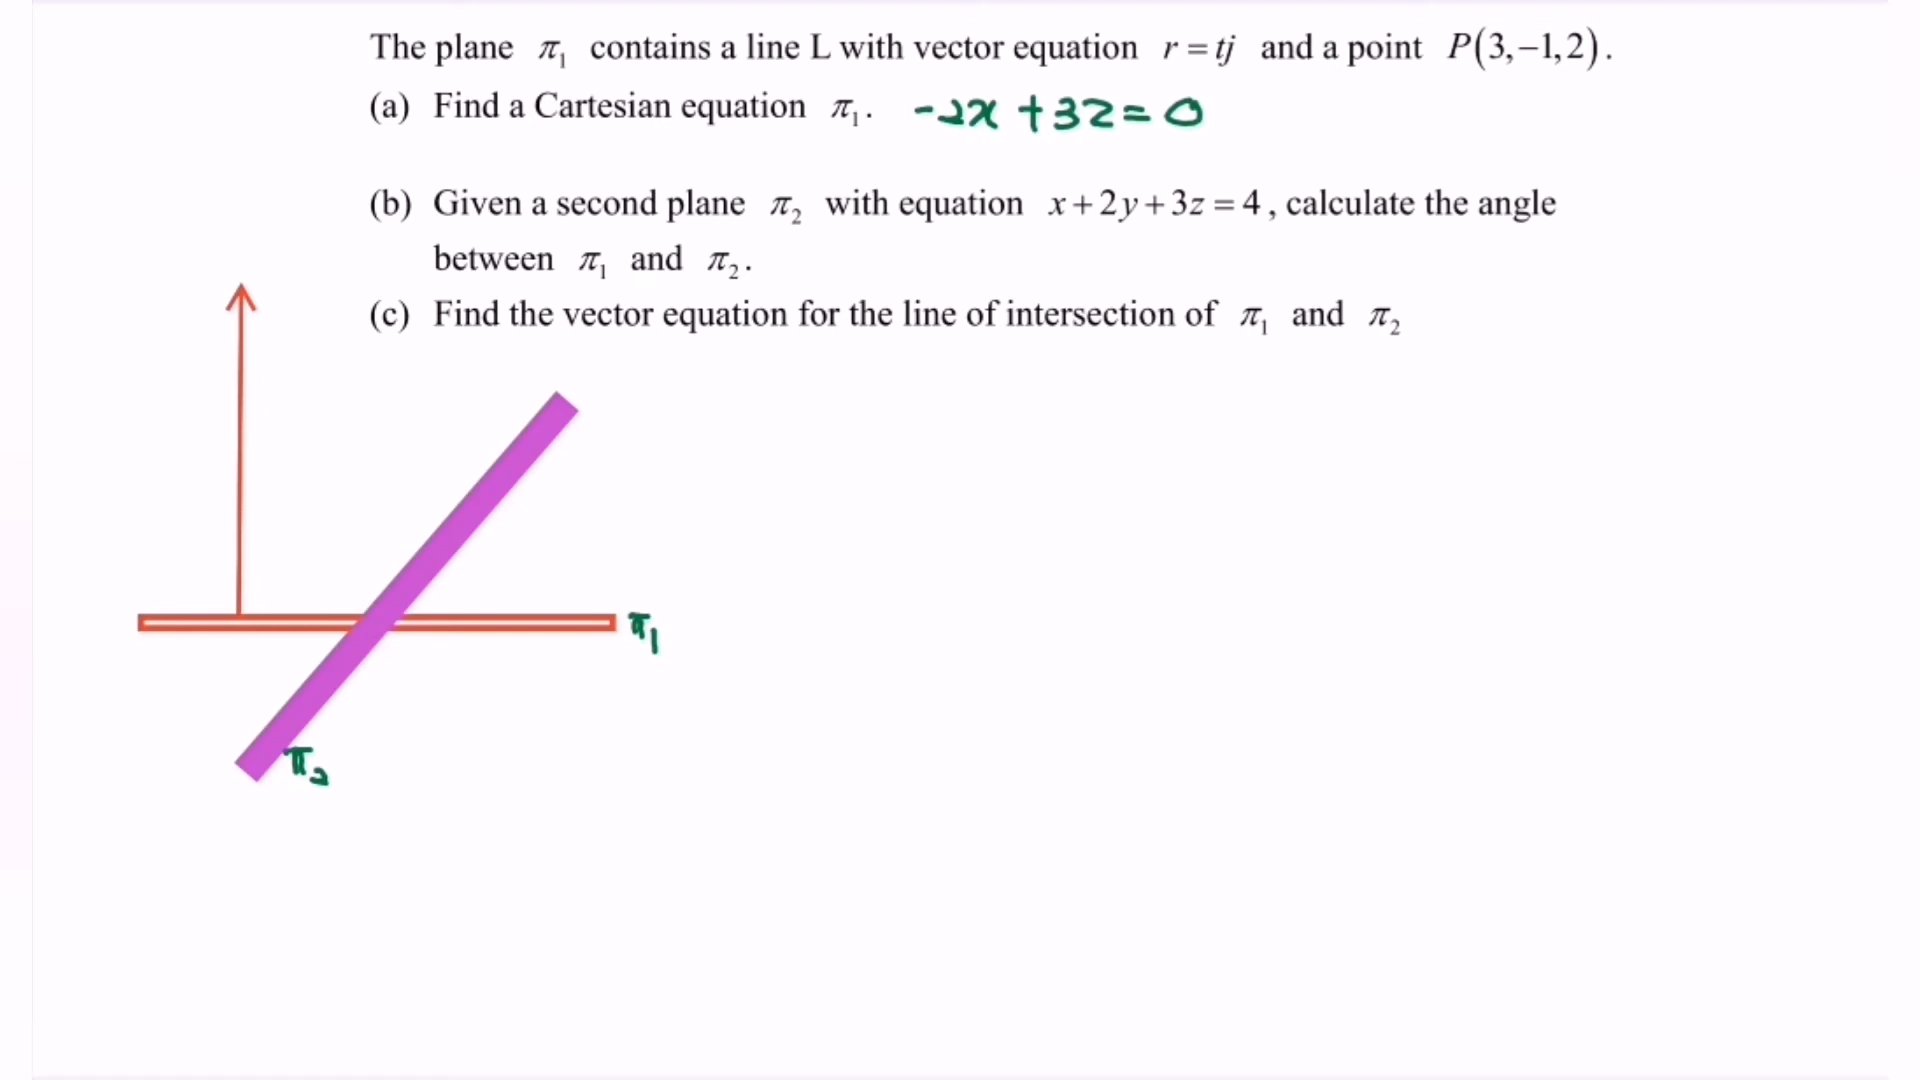 The plane π₁ contains a line L with vector equation r = tj and a point P(3,−1,2).
(a) Find a Cartesian equation π₁. -2x + 3z = 0
(b) Given a second plane π₂ with equation x+2y+3z = 4, calculate the angle
between π₁ and π₂.
(c) Find the vector equation for the line of intersection of π₁ and π₂
π₁
π₂